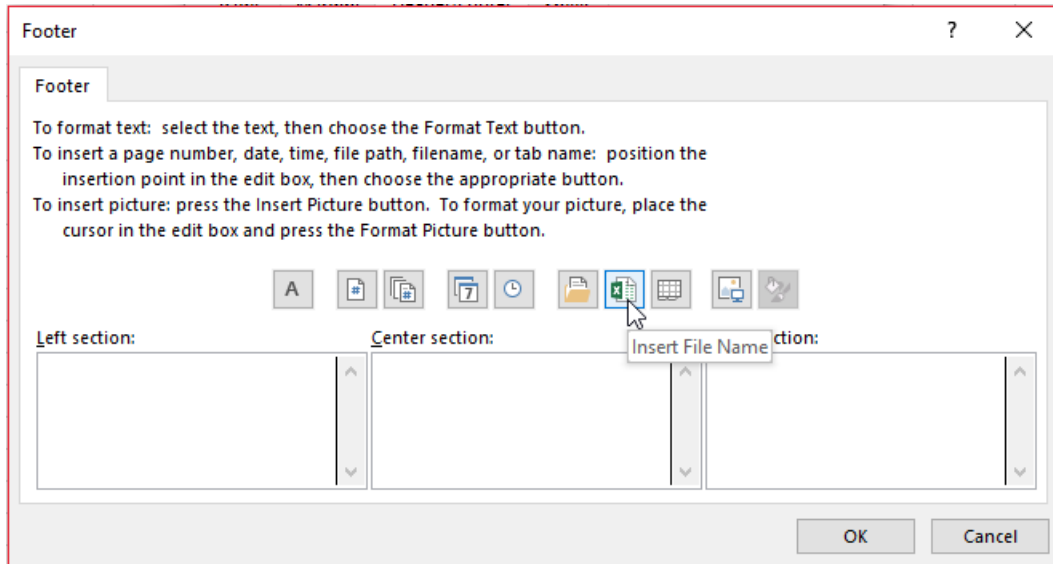 Footer
?
Footer
To format text:  select the text, then choose the Format Text button.
To insert a page number, date, time, file path, filename, or tab name:  position the
insertion point in the edit box, then choose the appropriate button.
To insert picture: press the Insert Picture button.  To format your picture, place the
cursor in the edit box and press the Format Picture button.
A # # 7
Left section: Center section: ction:
Insert File Name
OK Cancel